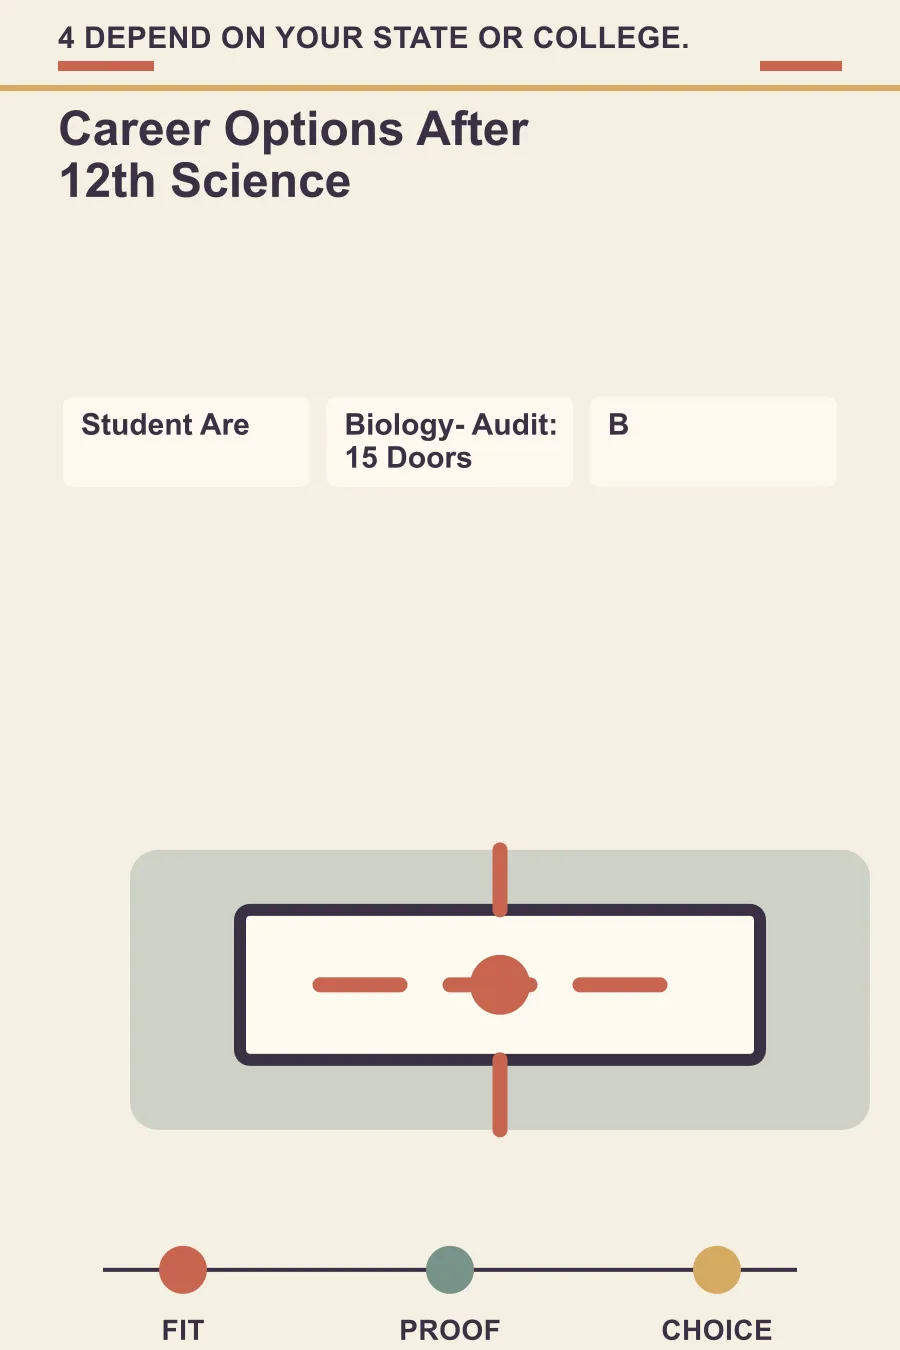 4 DEPEND ON YOUR STATE OR COLLEGE.
Career Options After
12th Science
Student Are
Biology- Audit:
15 Doors
B
FIT
PROOF
CHOICE